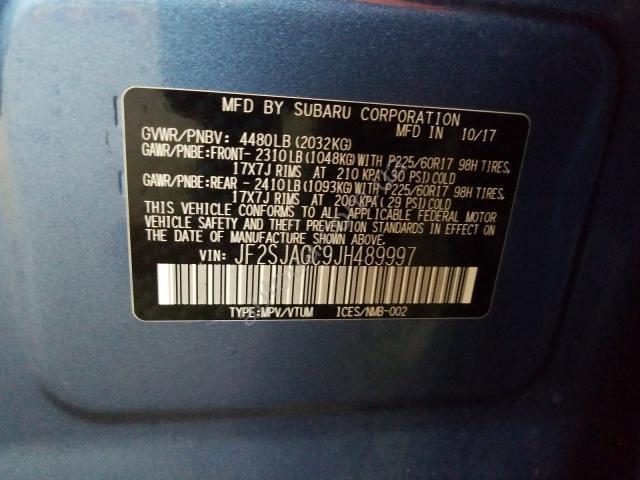 MFD BY SUBARU CORPORATION
MFD IN 10/17
GVWR/PNBV: 4480LB(2032KG)
GAWR/PNBE:FRONT- 2310LB(1048KG)WITH P225/60R17 98H TIRES,
17X7J RIMS AT 210 KPA(30 PSI)COLD
GAWR/PNBE:REAR - 2410LB(1093KG)WITH P225/60R17 98H TIRES,
17X7J RIMS AT 200 KPA( 29 PSI)COLD
THIS VEHICLE CONFORMS TO ALL APPLICABLE FEDERAL MOTOR
VEHICLE SAFETY AND THEFT PREVENTION STANDARDS IN EFFECT
ON THE DATE OF MANUFACTURE SHOWN ABOVE.
VIN: JF2SJAGC9JH489997
TYPE:MPV/VTUM ICES/NMB-002